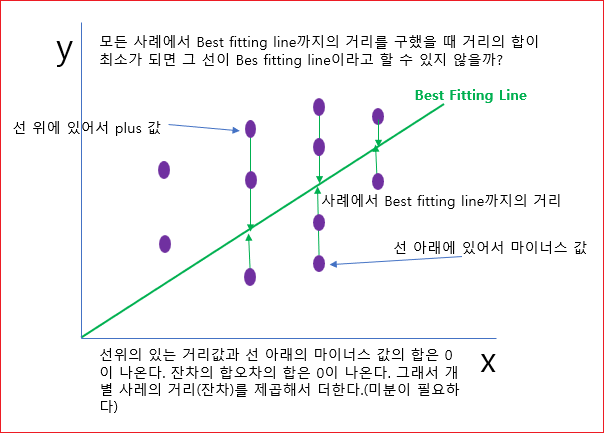 y
모든 사례에서 Best fitting line까지의 거리를 구했을 때 거리의 합이
최소가 되면 그 선이 Bes fitting line이라고 할 수 있지 않을까?
Best Fitting Line
선 위에 있어서 plus 값
사례에서 Best fitting line까지의 거리
선 아래에 있어서 마이너스 값
x
선위의 있는 거리값과 선 아래의 마이너스 값의 합은 0
이 나온다. 잔차의 합오차의 합은 0이 나온다. 그래서 개
별 사레의 거리(잔차)를 제곱해서 더한다.(미분이 필요하
다)